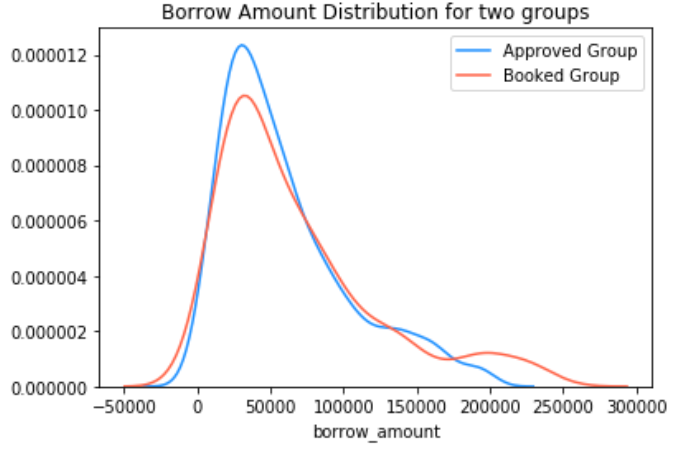 Borrow Amount Distribution for two groups
Approved Group
Booked Group
0.000012
0.000010
0.000008
0.000006
0.000004
0.000002
0.000000
−50000 0 50000 100000 150000 200000 250000 300000
borrow_amount